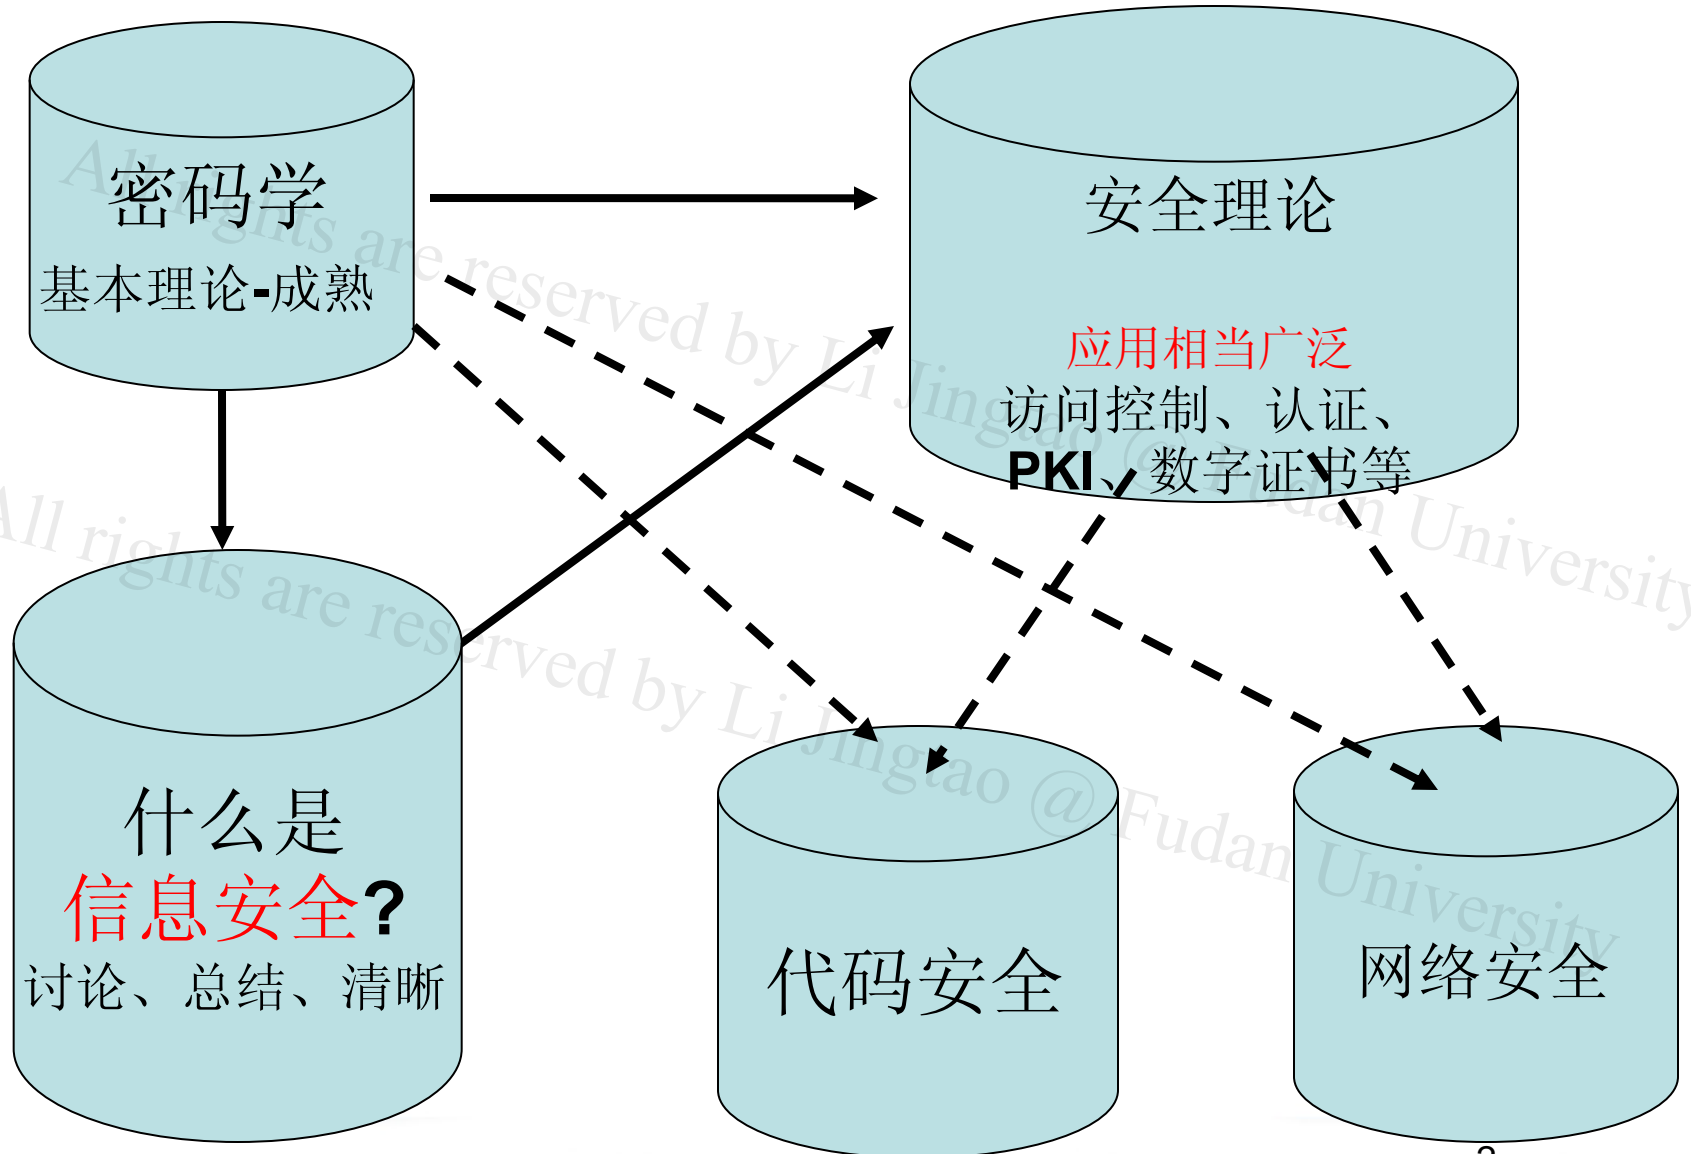 密码学
基本理论-成熟
安全理论
应用相当广泛
访问控制、认证、
PKI、数字证书等
什么是
信息安全?
讨论、总结、清晰
代码安全
网络安全
All rights are reserved by Li Jingtao @ Fudan University
All rights are reserved by Li Jingtao @ Fudan University